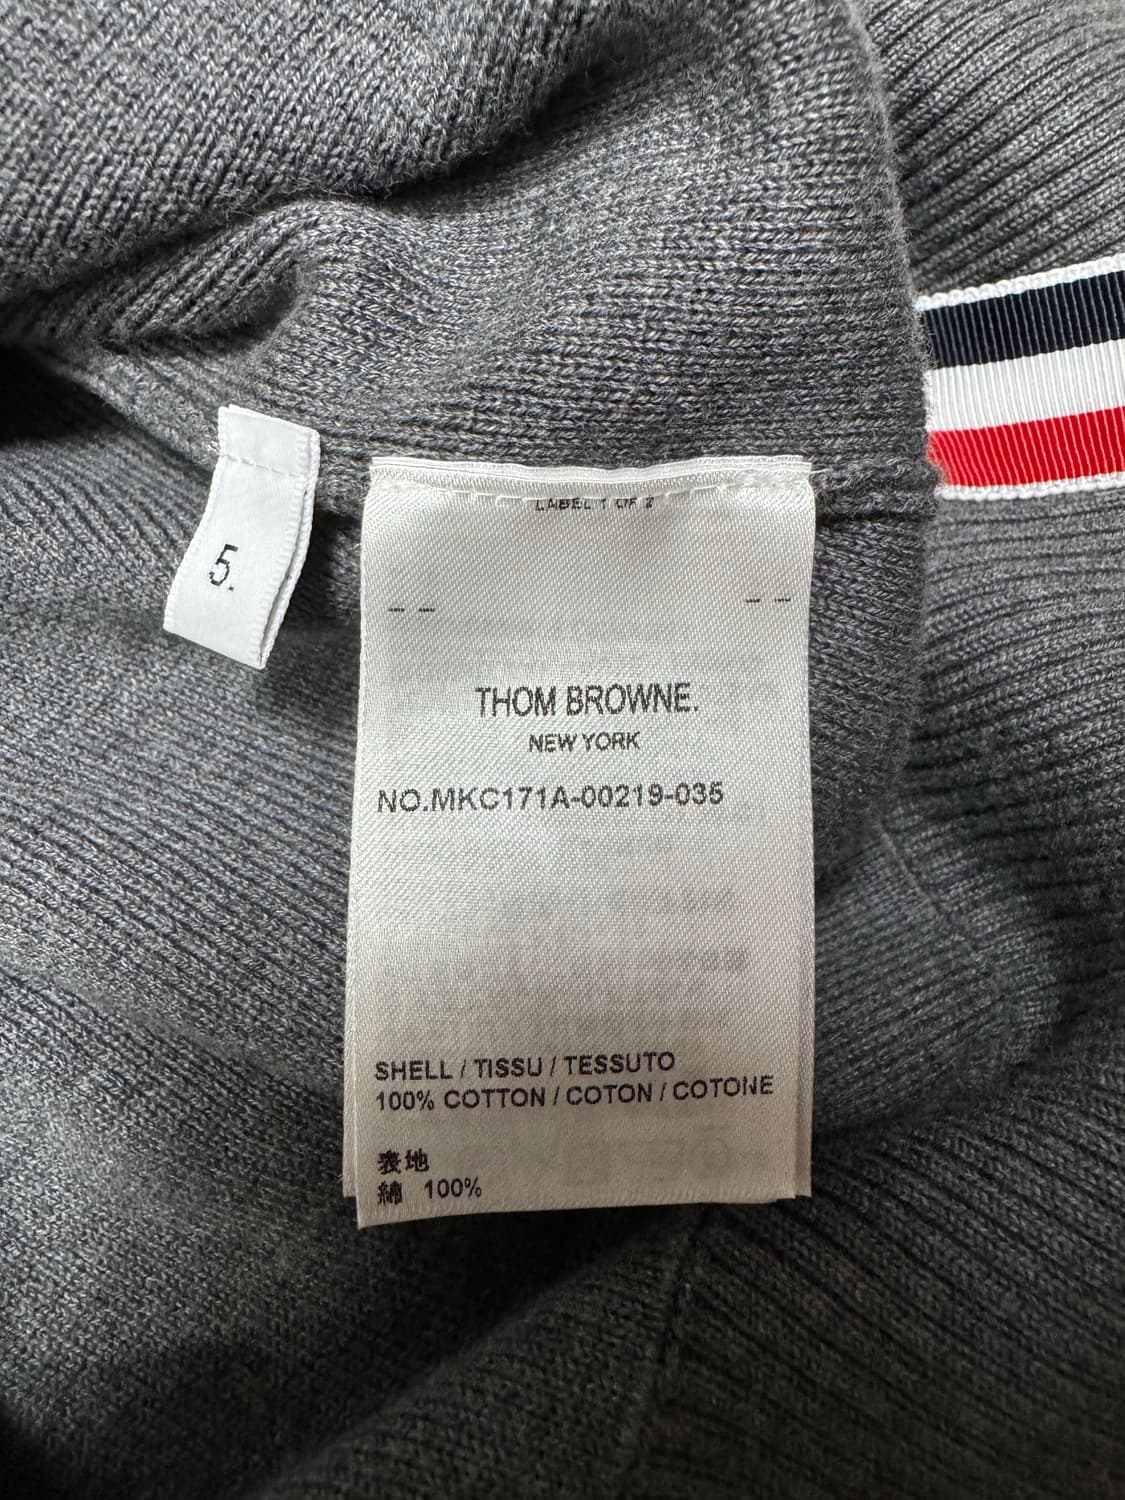 LABEL 1 OF 2
5.
-- --
THOM BROWNE.
NEW YORK
NO.MKC171A-00219-035
SHELL / TISSU / TESSUTO
100% COTTON / COTON / COTONE
表地
綿 100%